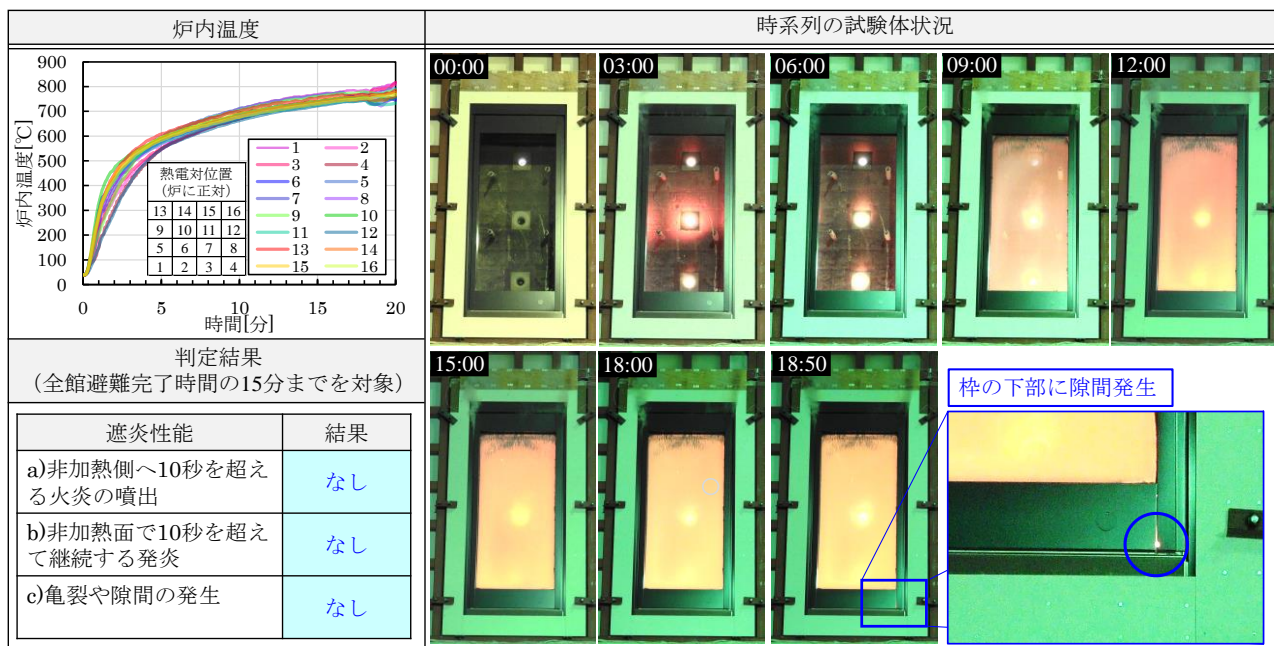 炉内温度
時系列の試験体状況
900
800
700
600
500
400
300
200
100
0
炉内温度[℃]
0
5
10
15
20
時間[分]
熱電対位置
(炉に正対)
13 14 15 16
9 10 11 12
5 6 7 8
1 2 3 4
1 2
3 4
6 5
7 8
9 10
11 12
13 14
15 16
判定結果
(全館避難完了時間の15分までを対象)
遮炎性能 結果
a)非加熱側へ10秒を超え
る火炎の噴出
なし
b)非加熱面で10秒を超え
て継続する発炎
なし
c)亀裂や隙間の発生
なし
00:00
03:00
06:00
09:00
12:00
15:00
18:00
18:50
枠の下部に隙間発生